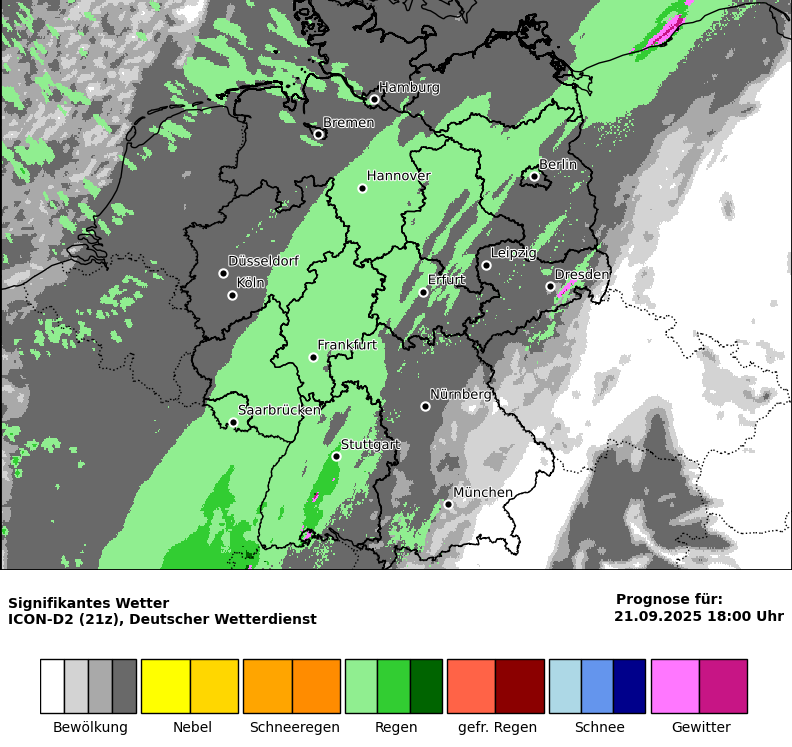 Hamburg
Bremen
Berlin
Hannover
Leipzig
Düsseldorf
Dresden
Köln
Erfurt
Frankfurt
Nürnberg
Saarbrücken
Stuttgart
München
Signifikantes Wetter
ICON-D2 (21z), Deutscher Wetterdienst
Prognose für:
21.09.2025 18:00 Uhr
Bewölkung Nebel Schneeregen Regen gefr. Regen Schnee Gewitter